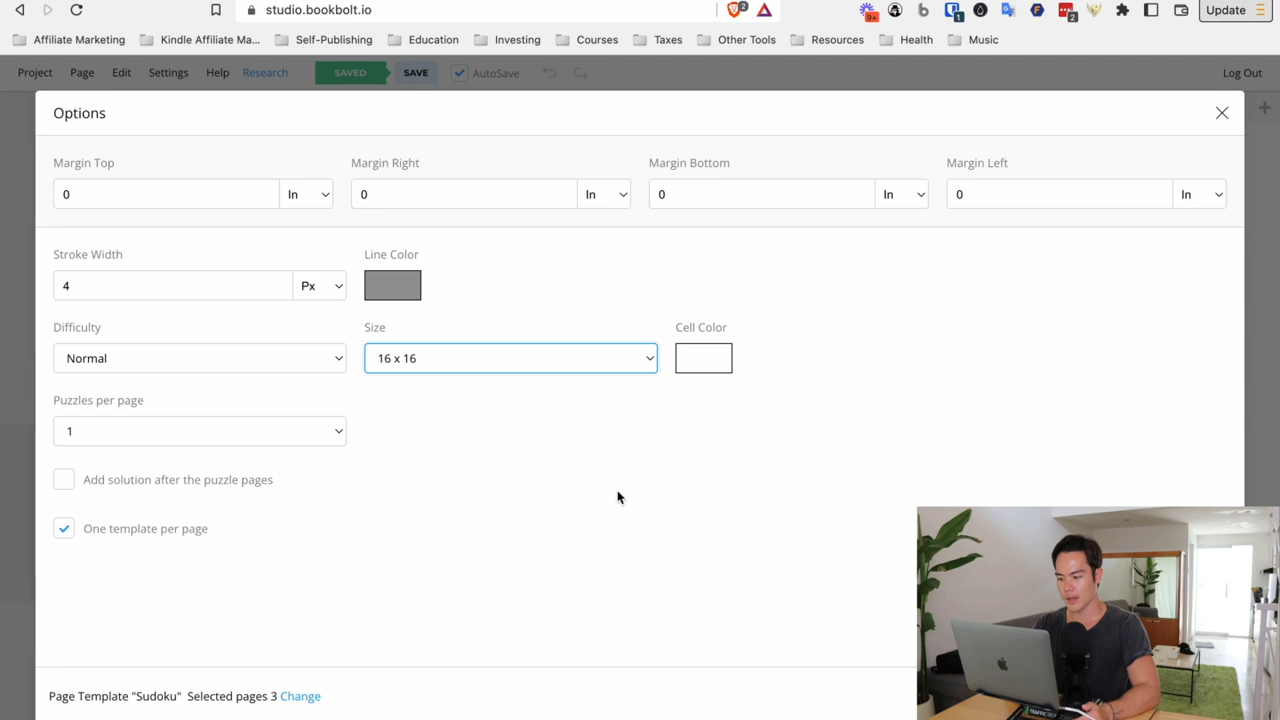 studio.bookbolt.io
2
9+
1
2
Update
Affiliate Marketing
Kindle Affiliate Ma...
Self-Publishing
Education
Investing
Courses
Taxes
Other Tools
Resources
Health
Music
Project
Page
Edit
Settings
Help
Research
SAVED
SAVE
AutoSave
Log Out
Options
Margin Top
Margin Right
Margin Bottom
Margin Left
0
In
0
In
0
In
0
In
Stroke Width
Line Color
4
Px
Difficulty
Size
Cell Color
Normal
16 x 16
Puzzles per page
1
Add solution after the puzzle pages
One template per page
Page Template "Sudoku" Selected pages 3 Change